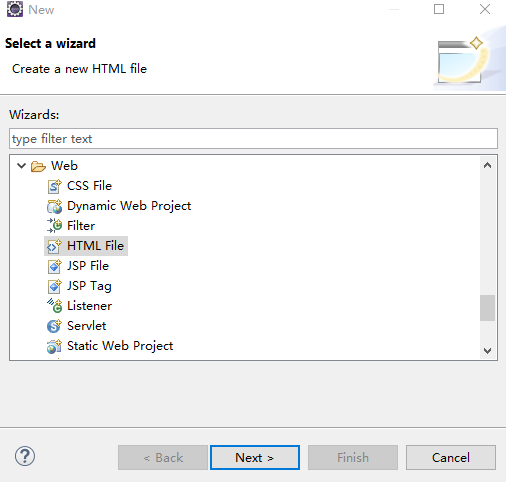 New
Select a wizard
Create a new HTML file
Wizards:
type filter text
Web
CSS File
Dynamic Web Project
Filter
HTML File
JSP File
JSP Tag
Listener
Servlet
Static Web Project
? < Back Next > Finish Cancel